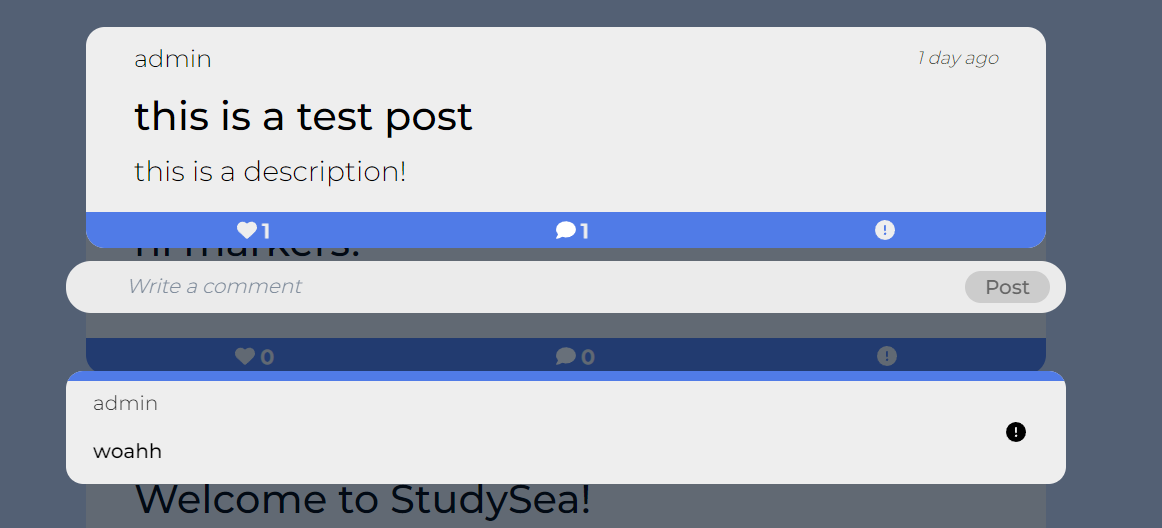 admin
1 day ago
this is a test post
this is a description!
1
1
hi markers!
Write a comment
Post
0
0
admin
woahh
Welcome to StudySea!